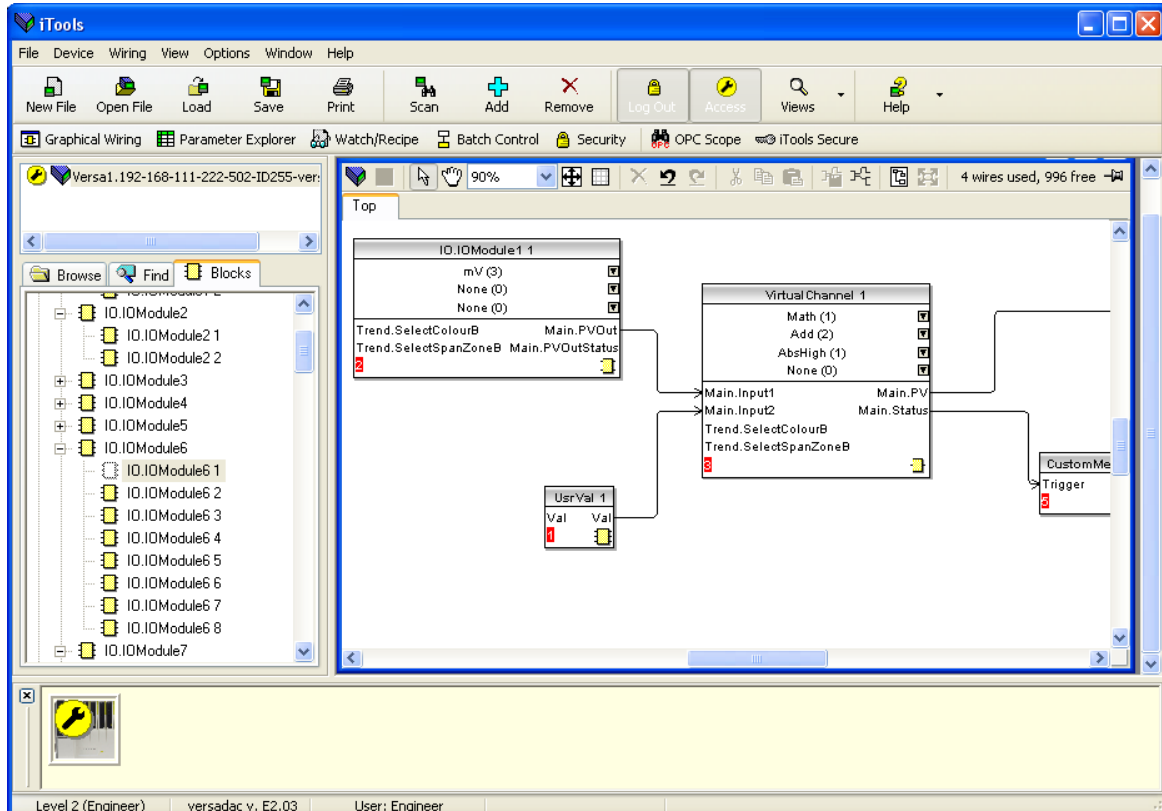 iTools
File Device Wiring View Options Window Help
New File Open File Load Save Print Scan Add Remove Log Out Access Views Help
Graphical Wiring Parameter Explorer Watch/Recipe Batch Control Security OPC Scope iTools Secure
Versa1.192-168-111-222-502-ID255-ver
90% 4 wires used, 996 free
Top
Browse Find Blocks
IO.IOModule2
IO.IOModule2 1
IO.IOModule2 2
IO.IOModule3
IO.IOModule4
IO.IOModule5
IO.IOModule6
IO.IOModule6 1
IO.IOModule6 2
IO.IOModule6 3
IO.IOModule6 4
IO.IOModule6 5
IO.IOModule6 6
IO.IOModule6 7
IO.IOModule6 8
IO.IOModule7
IO.IOModule1 1
mV (3)
None (0)
None (0)
Trend.SelectColourB Main.PVOut
Trend.SelectSpanZoneB Main.PVOutStatus
2
UsrVal 1
Val Val
1
VirtualChannel 1
Math (1)
Add (2)
AbsHigh (1)
None (0)
Main.Input1 Main.PV
Main.Input2 Main.Status
Trend.SelectColourB
Trend.SelectSpanZoneB
3
CustomMe
Trigger
5
Level 2 (Engineer) versadac v. E2.03 User: Engineer